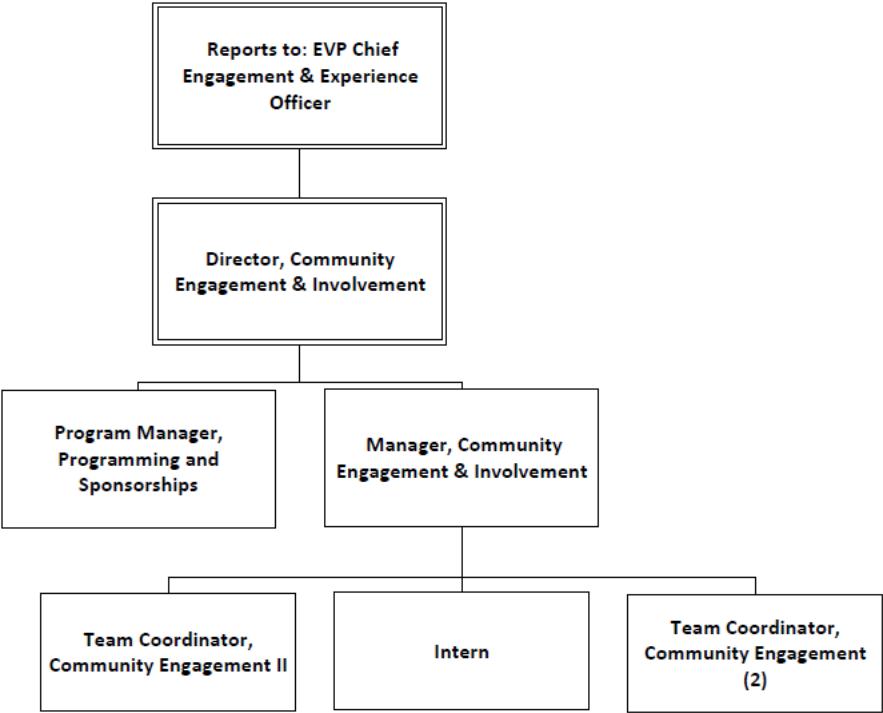 Reports to: EVP Chief
Engagement & Experience
Officer
Director, Community
Engagement & Involvement
Program Manager,
Programming and
Sponsorships
Manager, Community
Engagement & Involvement
Team Coordinator,
Community Engagement II
Intern
Team Coordinator,
Community Engagement
(2)